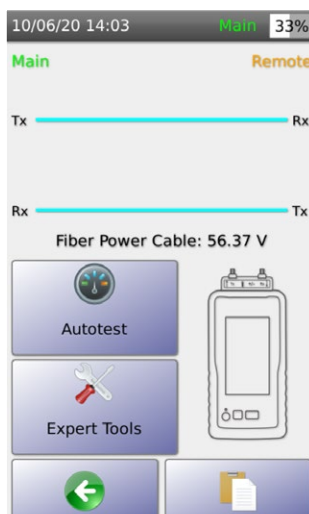 10/06/20 14:03 Main 33%
Main Remote
Tx Rx
Rx Tx
Fiber Power Cable: 56.37 V
Autotest
Expert Tools